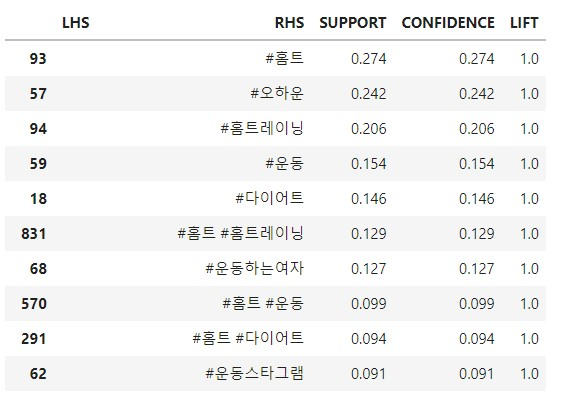 LHS RHS SUPPORT CONFIDENCE LIFT
93 #홈트 0.274 0.274 1.0
57 #오하운 0.242 0.242 1.0
94 #홈트레이닝 0.206 0.206 1.0
59 #운동 0.154 0.154 1.0
18 #다이어트 0.146 0.146 1.0
831 #홈트 #홈트레이닝 0.129 0.129 1.0
68 #운동하는여자 0.127 0.127 1.0
570 #홈트 #운동 0.099 0.099 1.0
291 #홈트 #다이어트 0.094 0.094 1.0
62 #운동스타그램 0.091 0.091 1.0